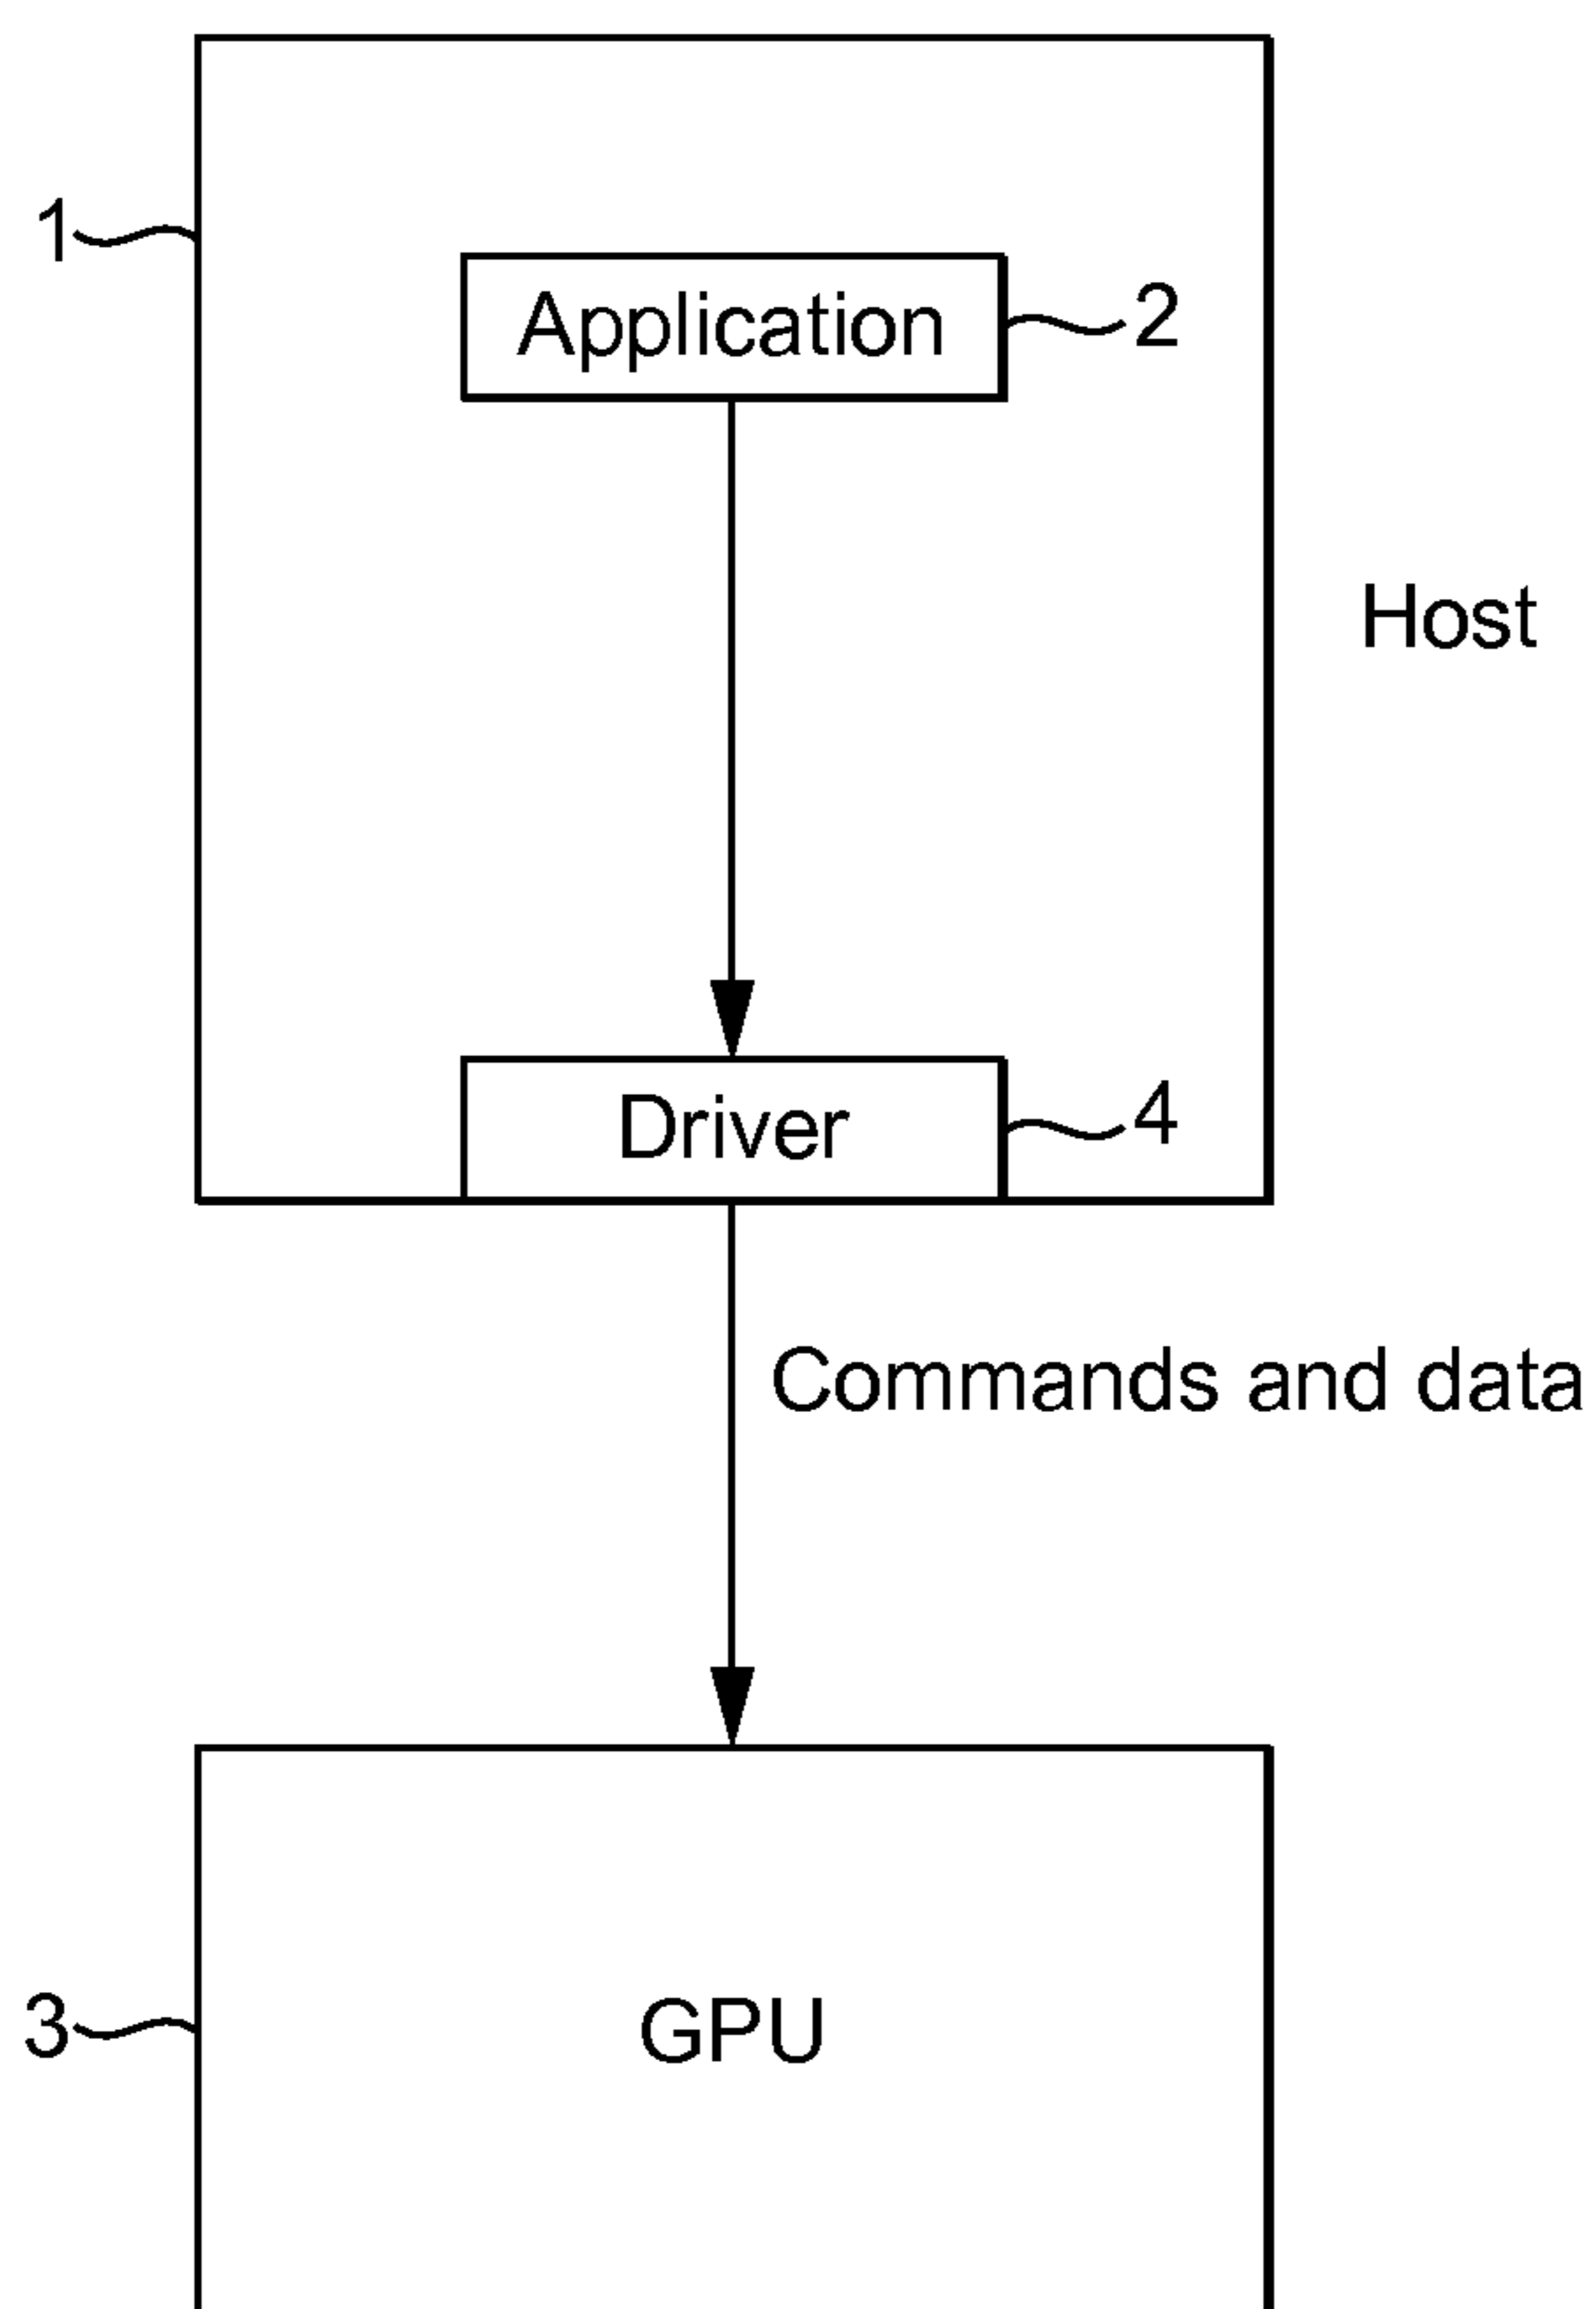 1
Application
2
Host
Driver
4
Commands and data
3
GPU